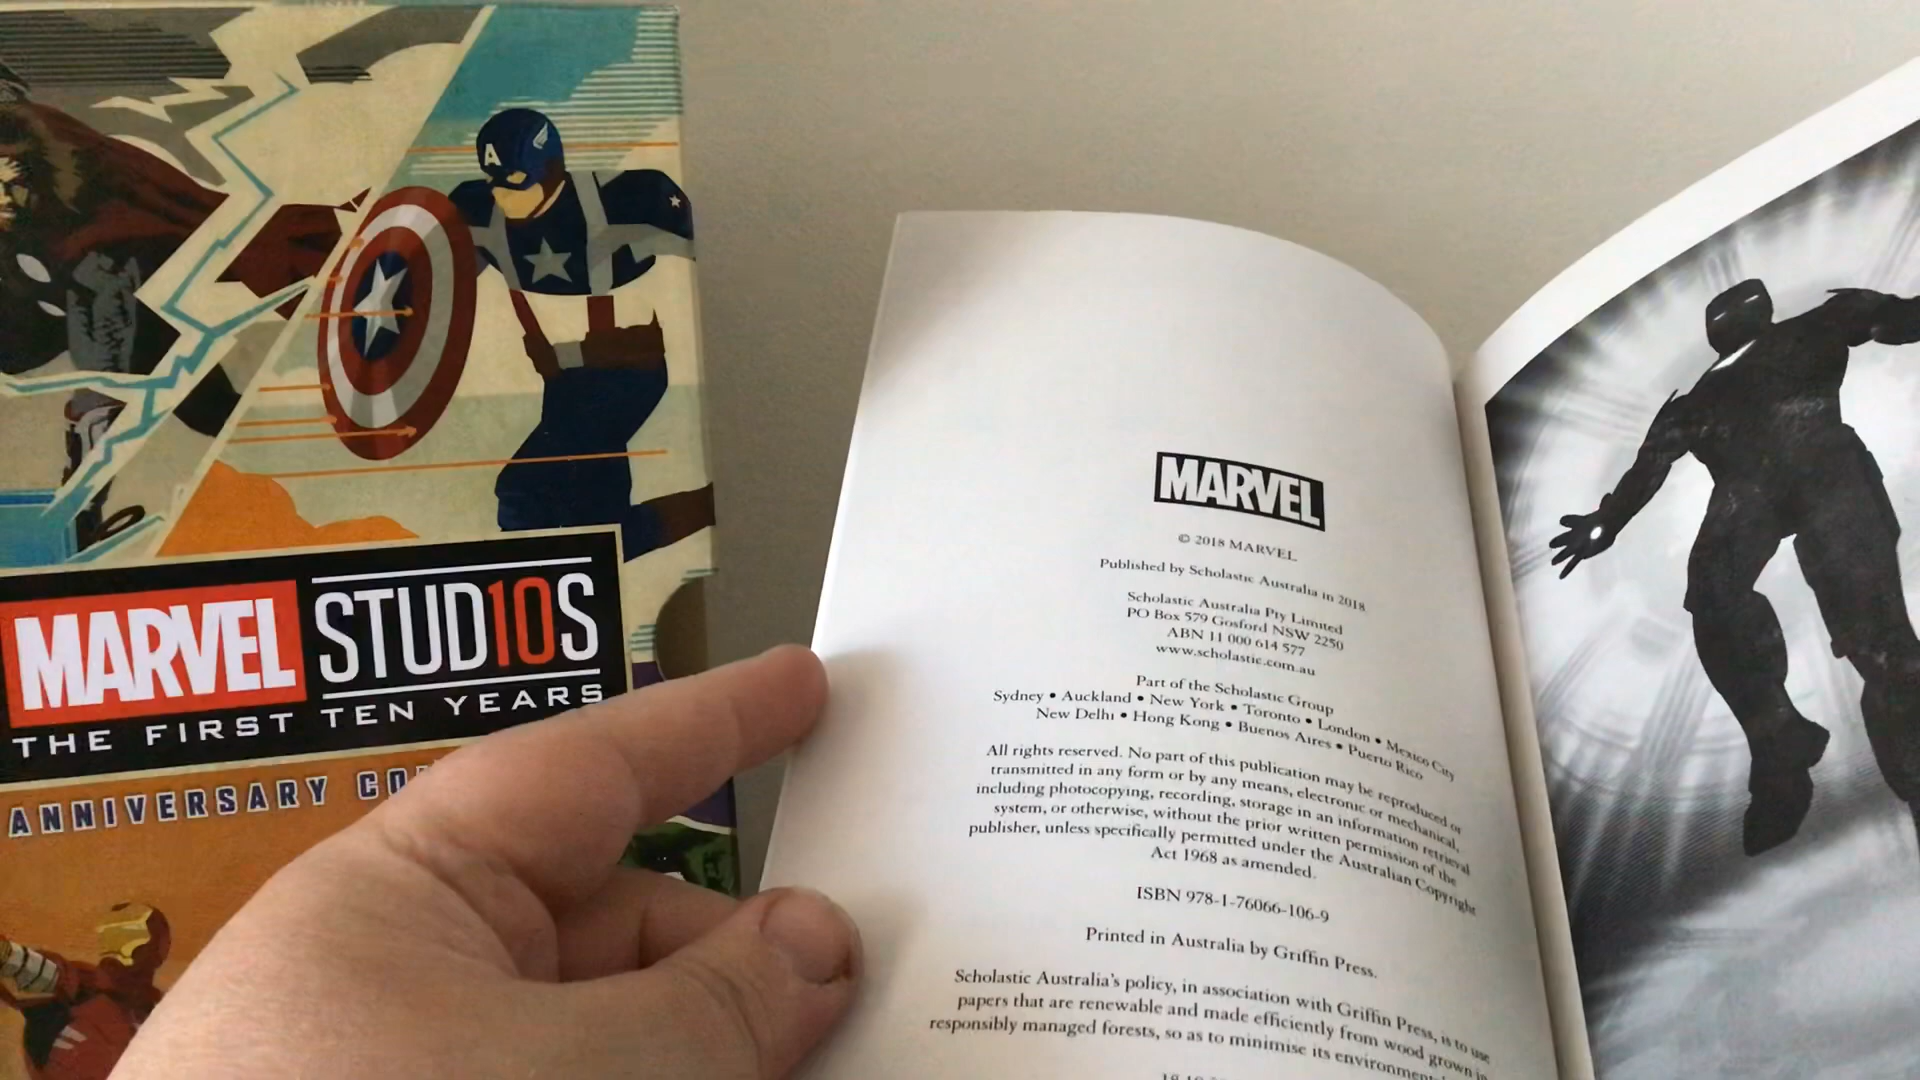 A
MARVEL STUD10S
THE FIRST TEN YEARS
ANNIVERSARY
MARVEL
© 2018 MARVEL
Published by Scholastic Australia in 2018.
Scholastic Australia Pty Limited
PO Box 579 Gosford NSW 2250
ABN 11 000 614 577
www.scholastic.com.au
Part of the Scholastic Group
Sydney • Auckland • New York • Toronto • London • Mexico City
New Delhi • Hong Kong • Buenos Aires • Puerto Rico
All rights reserved. No part of this publication may be reproduced or
transmitted in any form or by any means, electronic or mechanical,
including photocopying, recording, storage in an information retrieval
system, or otherwise, without the prior written permission of the
publisher, unless specifically permitted under the Australian Copyright
Act 1968 as amended.
ISBN 978-1-76066-106-9
Printed in Australia by Griffin Press.
Scholastic Australia's policy, in association with Griffin Press, is to use
papers that are renewable and made efficiently from wood grown in
responsibly managed forests, so as to minimise its